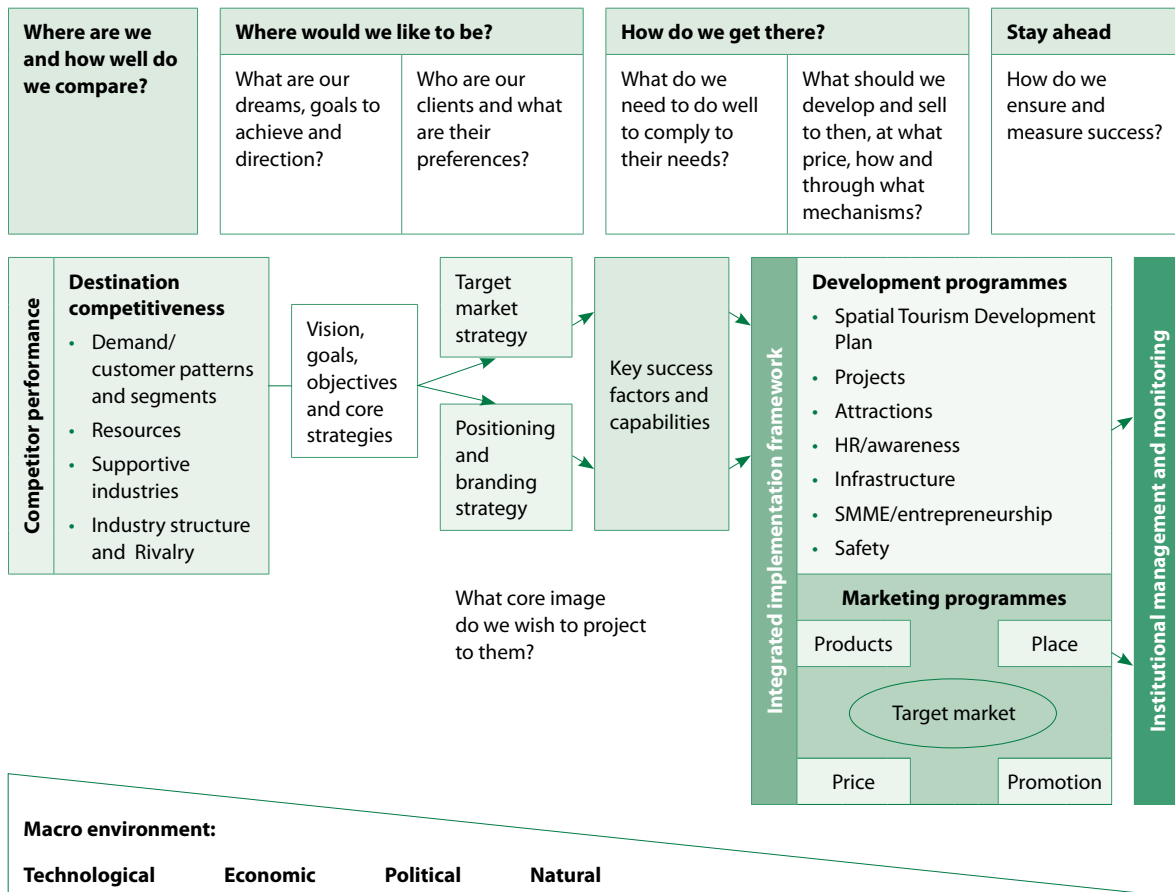 Where are we
and how well do
we compare?
Where would we like to be?
What are our
dreams, goals to
achieve and
direction?
Who are our
clients and what
are their
preferences?
How do we get there?
What do we
need to do well
to comply to
their needs?
What should we
develop and sell
to then, at what
price, how and
through what
mechanisms?
Stay ahead
How do we
ensure and
measure success?
Competitor performance
Destination
competitiveness
• Demand/
customer patterns
and segments
• Resources
• Supportive
industries
• Industry structure
and Rivalry
Vision,
goals,
objectives
and core
strategies
Target
market
strategy
Positioning
and
branding
strategy
What core image
do we wish to project
to them?
Key success
factors and
capabilities
Integrated implementation framework
Development programmes
• Spatial Tourism Development
Plan
• Projects
• Attractions
• HR/awareness
• Infrastructure
• SMME/entrepreneurship
• Safety
Marketing programmes
Products
Place
Target market
Price
Promotion
Institutional management and monitoring
Macro environment:
Technological Economic Political Natural